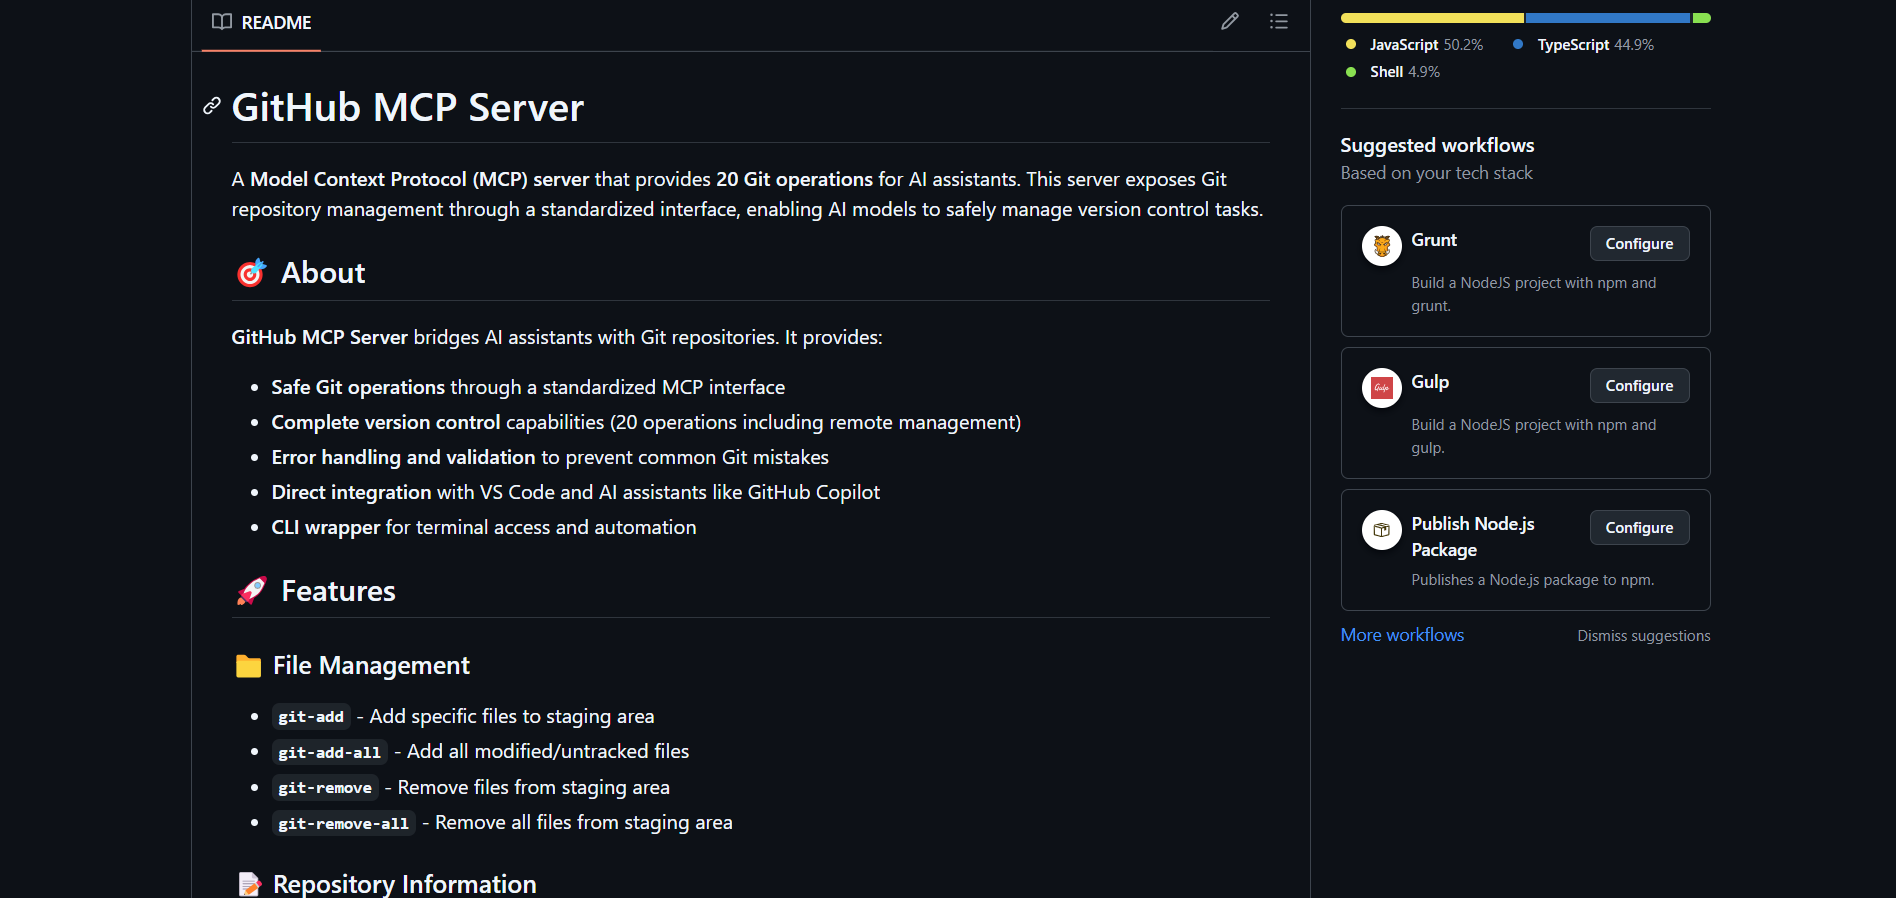 README
GitHub MCP Server
A Model Context Protocol (MCP) server that provides 20 Git operations for AI assistants. This server exposes Git
repository management through a standardized interface, enabling AI models to safely manage version control tasks.
About
GitHub MCP Server bridges AI assistants with Git repositories. It provides:
Safe Git operations through a standardized MCP interface
Complete version control capabilities (20 operations including remote management)
Error handling and validation to prevent common Git mistakes
Direct integration with VS Code and AI assistants like GitHub Copilot
CLI wrapper for terminal access and automation
Features
File Management
git-add - Add specific files to staging area
git-add-all - Add all modified/untracked files
git-remove - Remove files from staging area
git-remove-all - Remove all files from staging area
Repository Information
JavaScript 50.2% TypeScript 44.9%
Shell 4.9%
Suggested workflows
Based on your tech stack
Grunt
Configure
Build a NodeJS project with npm and
grunt.
Gulp
Gulp
Configure
Build a NodeJS project with npm and
gulp.
Publish Node.js
Package
Configure
Publishes a Node.js package to npm.
More workflows
Dismiss suggestions